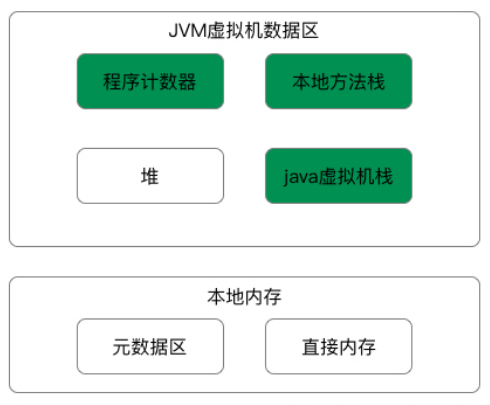 JVM虚拟机数据区
程序计数器
本地方法栈
堆
java虚拟机栈
本地内存
元数据区
直接内存